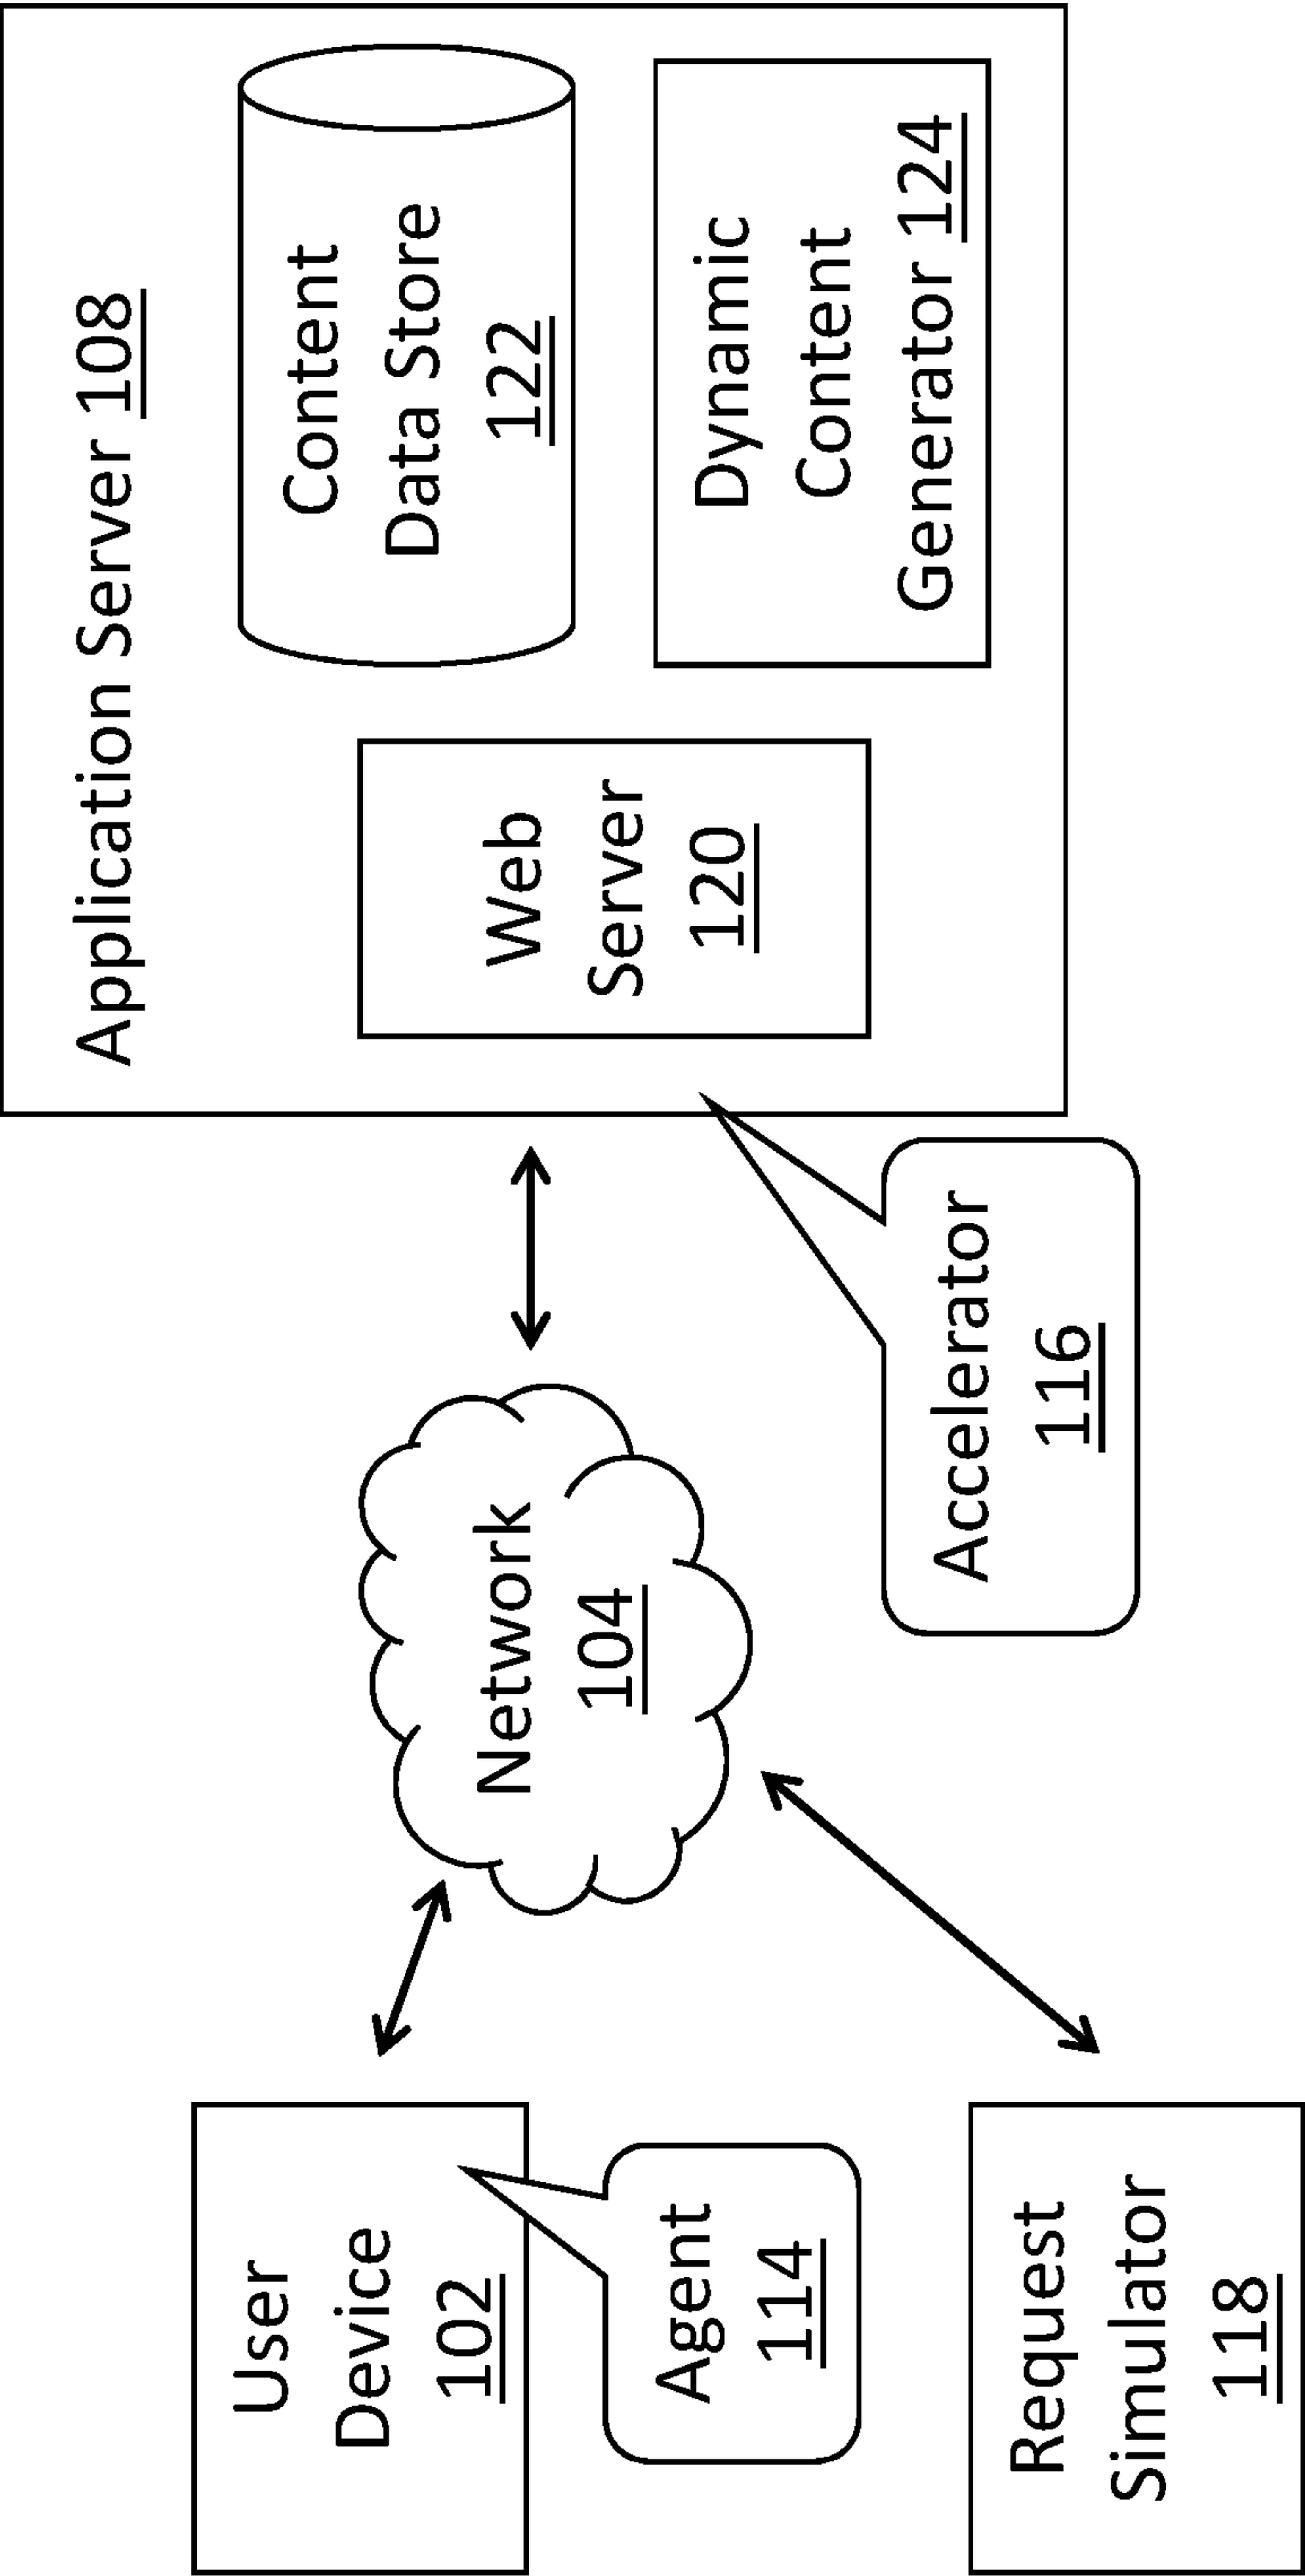 User
Device
102
Agent
114
Request
Simulator
118
Network
104
Accelerator
116
Application Server 108
Web
Server
120
Content
Data Store
122
Dynamic
Content
Generator 124